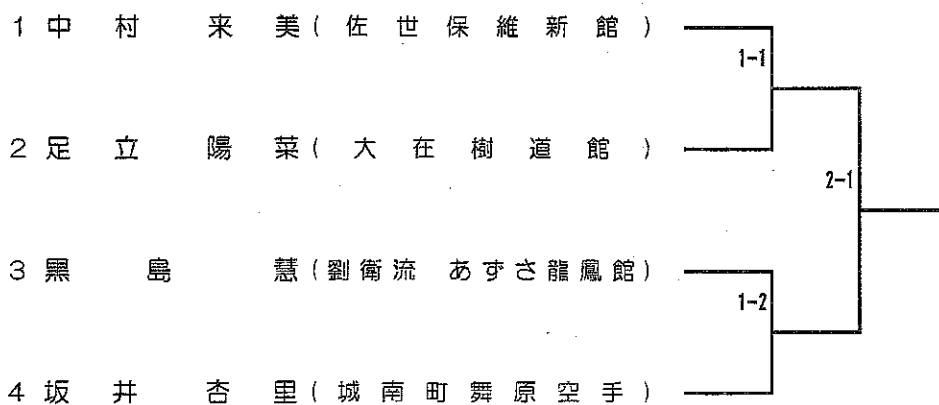 1 中村 来美(佐世保維新館)
1-1
2 足立 陽菜(大在樹道館)
2-1
3 黒島 慧(劉衛流 あずさ龍鳳館)
1-2
4 坂井 杏里(城南町舞原空手)